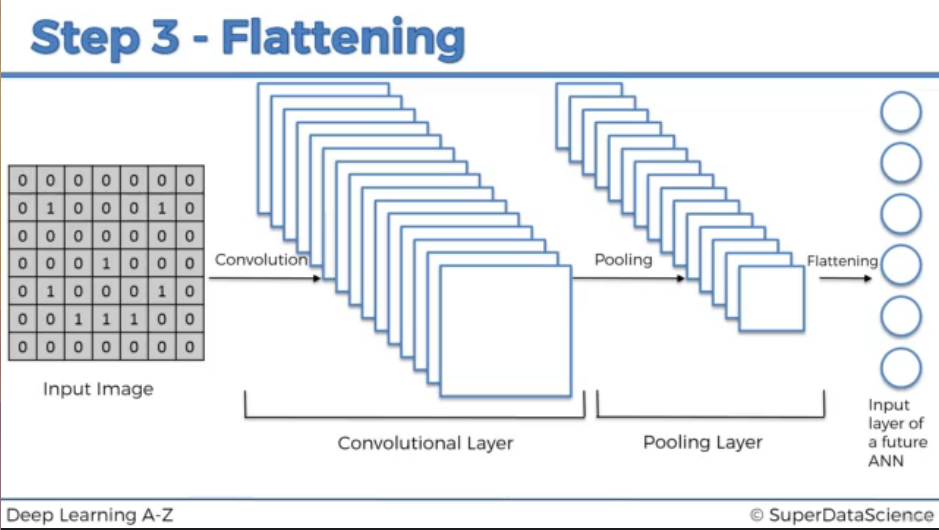 Step 3 - Flattening
0 0 0 0 0 0 0
0 1 0 0 0 1 0
0 0 0 0 0 0 0
0 0 0 1 0 0 0
0 1 0 0 0 1 0
0 0 1 1 1 0 0
0 0 0 0 0 0 0
Input Image
Convolution
Convolutional Layer
Pooling
Pooling Layer
Flattening
Input
layer of
a future
ANN
Deep Learning A-Z
© SuperDataScience